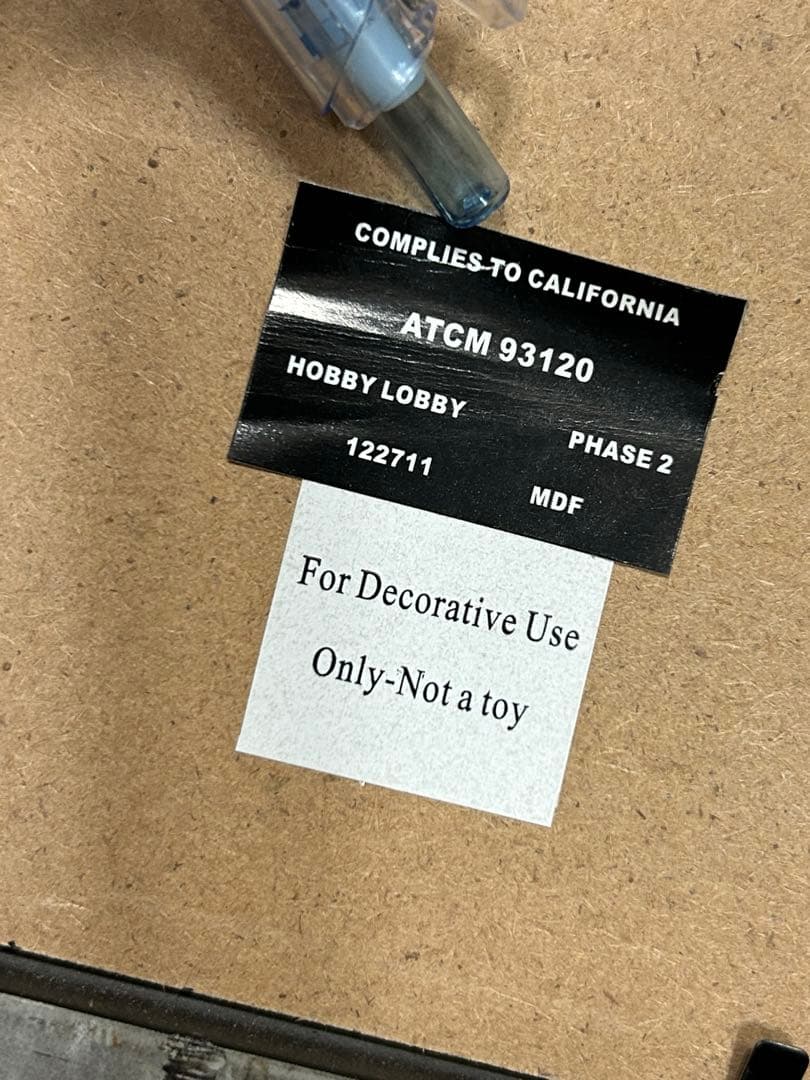 COMPLIES TO CALIFORNIA
ATCM 93120
HOBBY LOBBY
PHASE 2
122711
MDF
For Decorative Use
Only-Not a toy